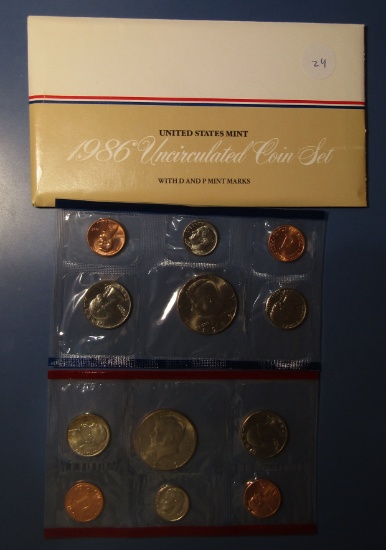 24
UNITED STATES MINT
1986 Uncirculated Coin Set
WITH D AND P MINT MARKS